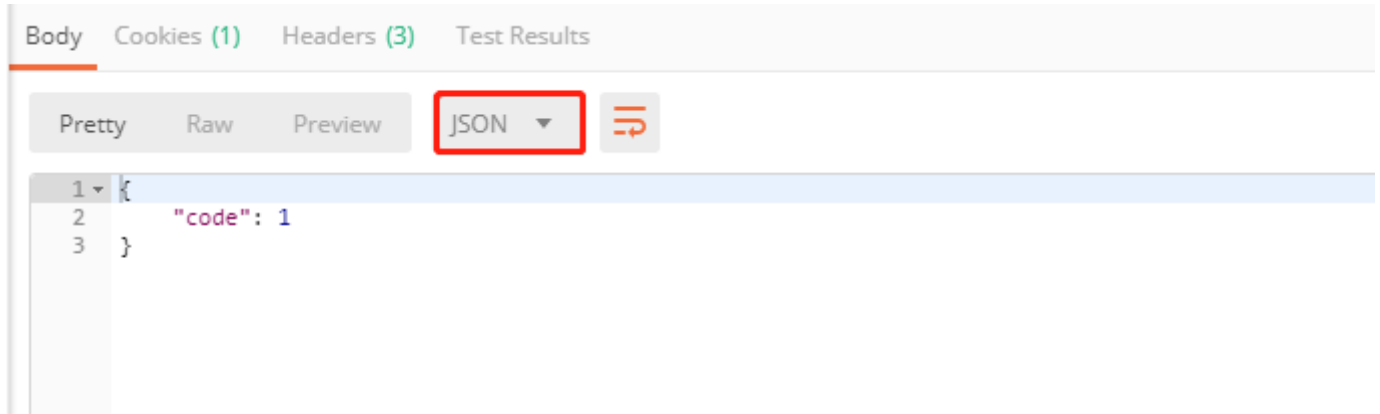 Body Cookies (1) Headers (3) Test Results
Pretty Raw Preview JSON
1 {
2 "code": 1
3 }